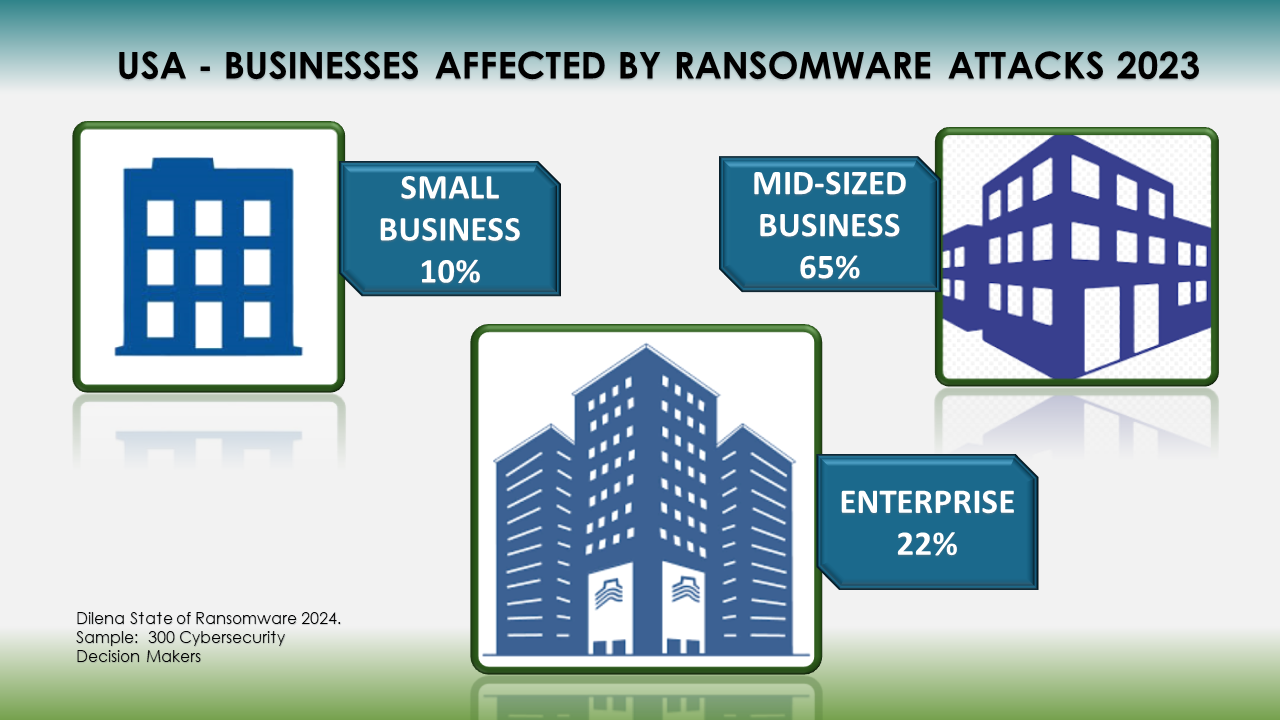 USA - BUSINESSES AFFECTED BY RANSOMWARE ATTACKS 2023
SMALL
BUSINESS
10%
MID-SIZED
BUSINESS
65%
ENTERPRISE
22%
Dilena State of Ransomware 2024.
Sample: 300 Cybersecurity
Decision Makers